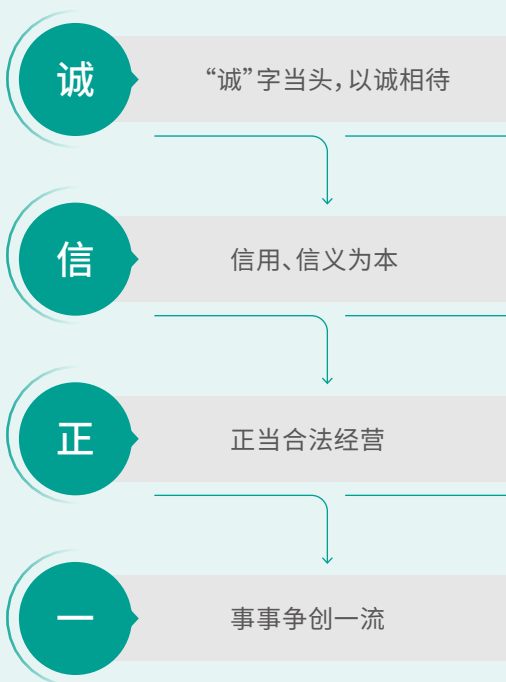 诚
“诚”字当头，以诚相待
信
信用、信义为本
正
正当合法经营
一
事事争创一流